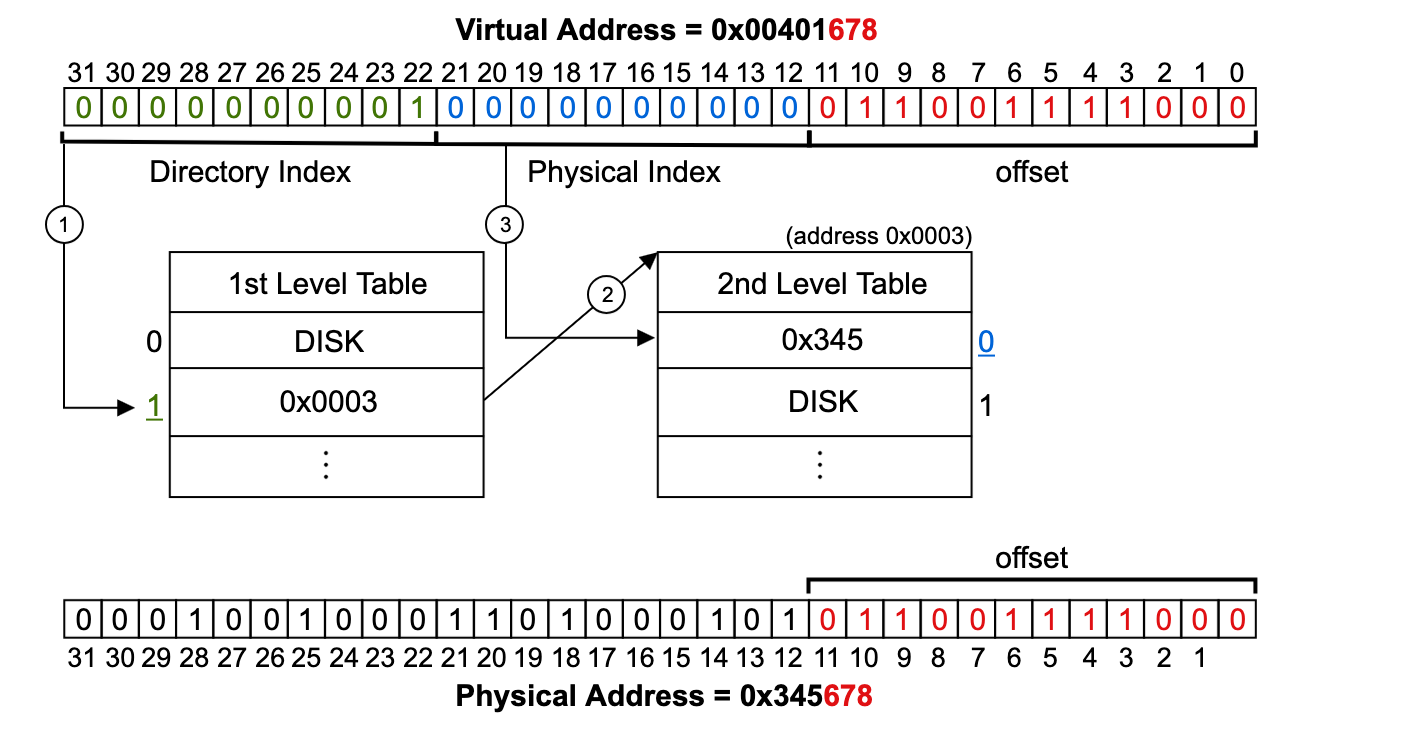 Virtual Address = 0x00401678
31 30 29 28 27 26 25 24 23 22 21 20 19 18 17 16 15 14 13 12 11 10 9 8 7 6 5 4 3 2 1 0
0 0 0 0 0 0 0 0 0 1 0 0 0 0 0 0 0 0 0 0 0 1 1 0 0 1 1 1 1 0 0 0
Directory Index Physical Index offset
1 3
(address 0x0003)
1st Level Table 2 2nd Level Table
0 DISK 0x345 0
1 0x0003 DISK 1
⋮ ⋮
offset
0 0 0 1 0 0 1 0 0 0 1 1 0 1 0 0 0 1 0 1 0 1 1 0 0 1 1 1 1 0 0 0
31 30 29 28 27 26 25 24 23 22 21 20 19 18 17 16 15 14 13 12 11 10 9 8 7 6 5 4 3 2 1
Physical Address = 0x345678